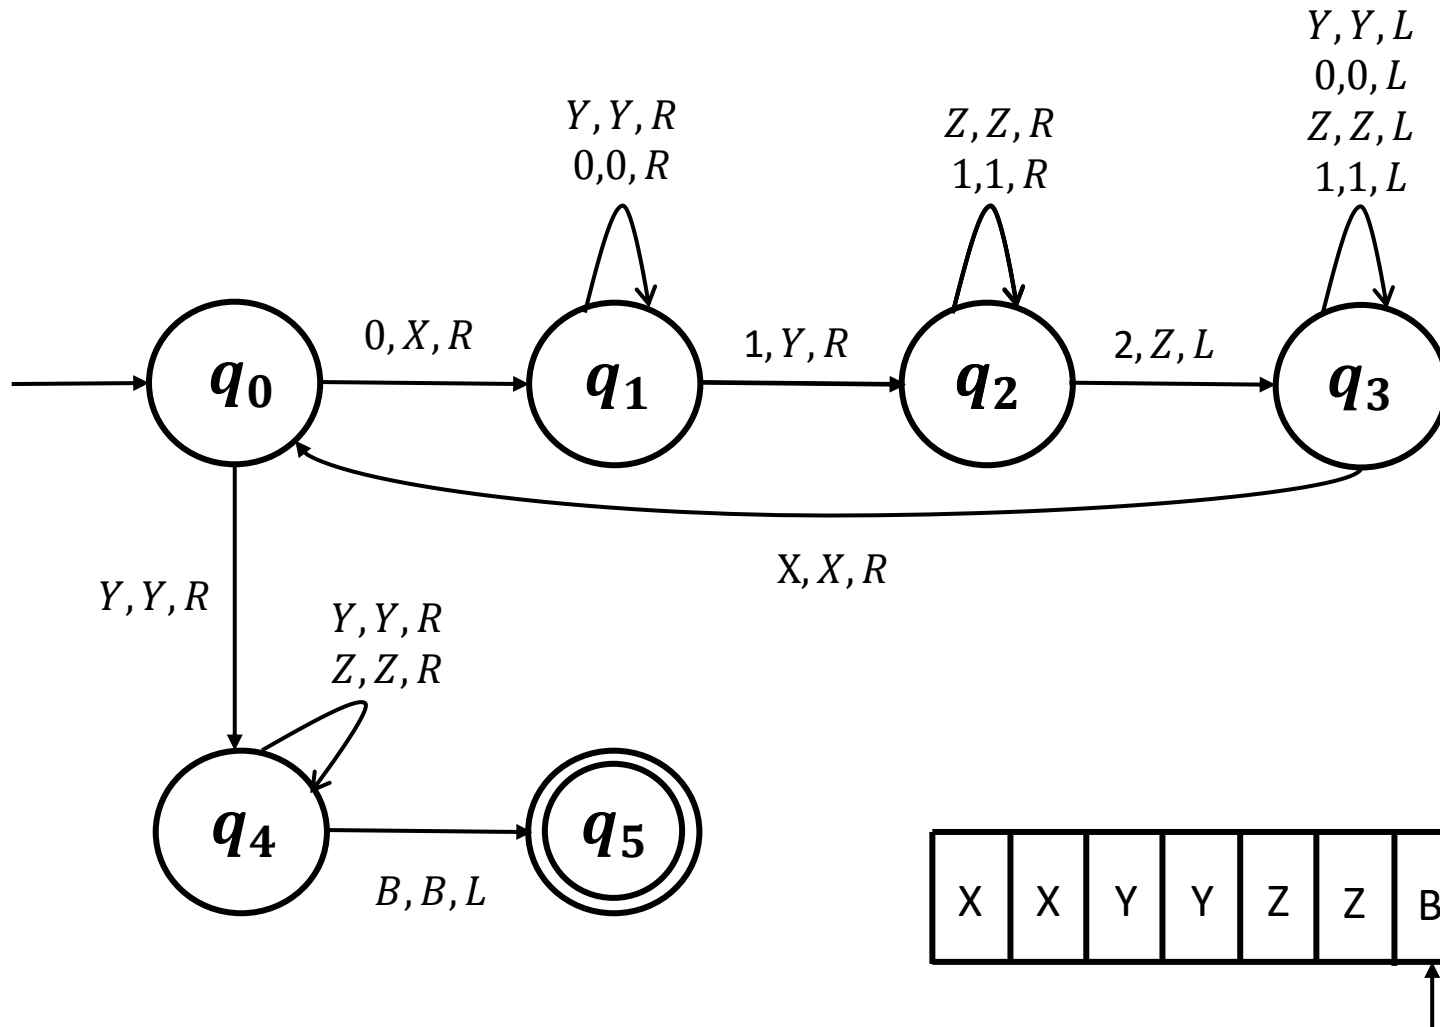 Y, Y, L
0,0, L
Z, Z, L
1,1, L
Y, Y, R
0,0, R
Z, Z, R
1,1, R
0, X, R
1, Y, R
2, Z, L
q0
q1
q2
q3
X, X, R
Y, Y, R
Y, Y, R
Z, Z, R
q4
q5
B, B, L
X X Y Y Z Z B